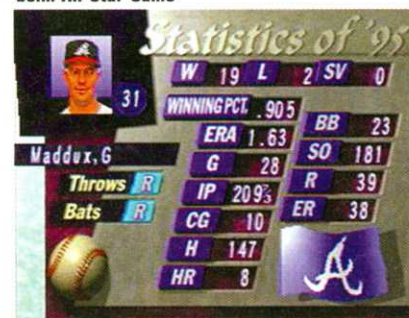 Statistics of '95
W 19 L 2 SV 0
31
WINNING PCT. .905
ERA 1.63
BB 23
Maddux,G
G 28
SO 181
Throws R
IP 209⅔
R 39
Bats R
CG 10
ER 38
H 147
HR 8
A